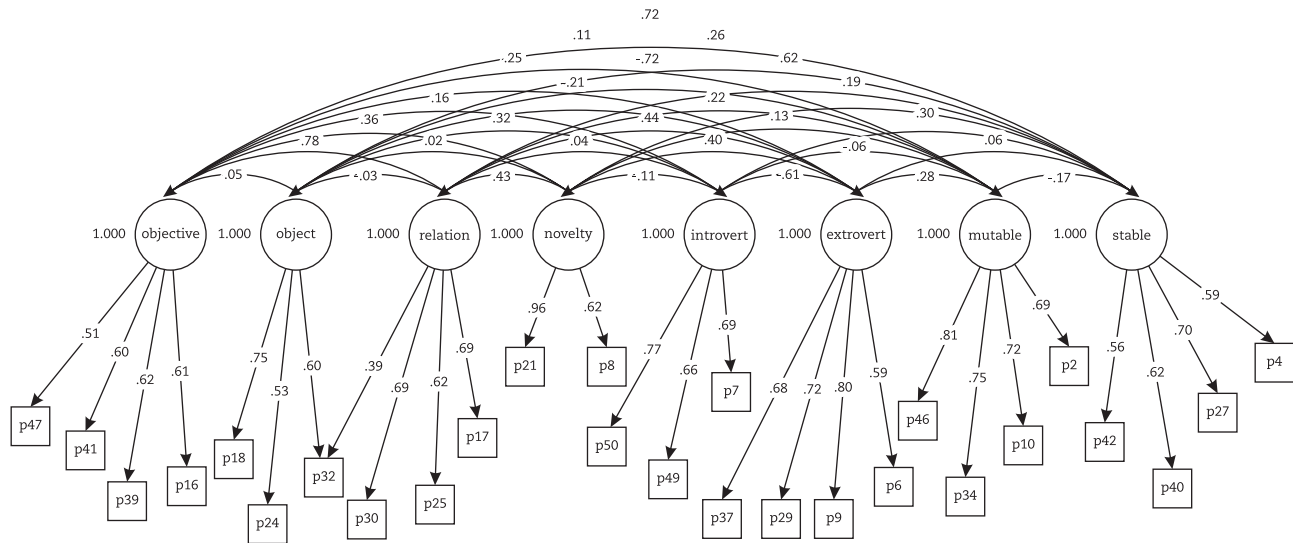 .72
.11 .26
.25 -.72 .62
-.21 .19
.16 .22
.36 .32 .44 .13 .30
.78 .02 .04 .40 -.06 .06
.05 -.03 .43 -.11 -.61 .28 -.17
1.000 objective 1.000 object 1.000 relation 1.000 novelty 1.000 introvert 1.000 extrovert 1.000 mutable 1.000 stable
.51 .60 .62 .61 .75 .53 .60 .39 .69 .62 .69 .96 .62 .77 .66 .69 .68 .72 .80 .59 .81 .75 .72 .69 .56 .62 .70 .59
p21 p8 p2 p4
p7
p47 p41 p18 p17 p50 p46 p10 p42 p27
p39 p16 p32 p49 p6 p34 p40
p24 p30 p25 p37 p29 p9